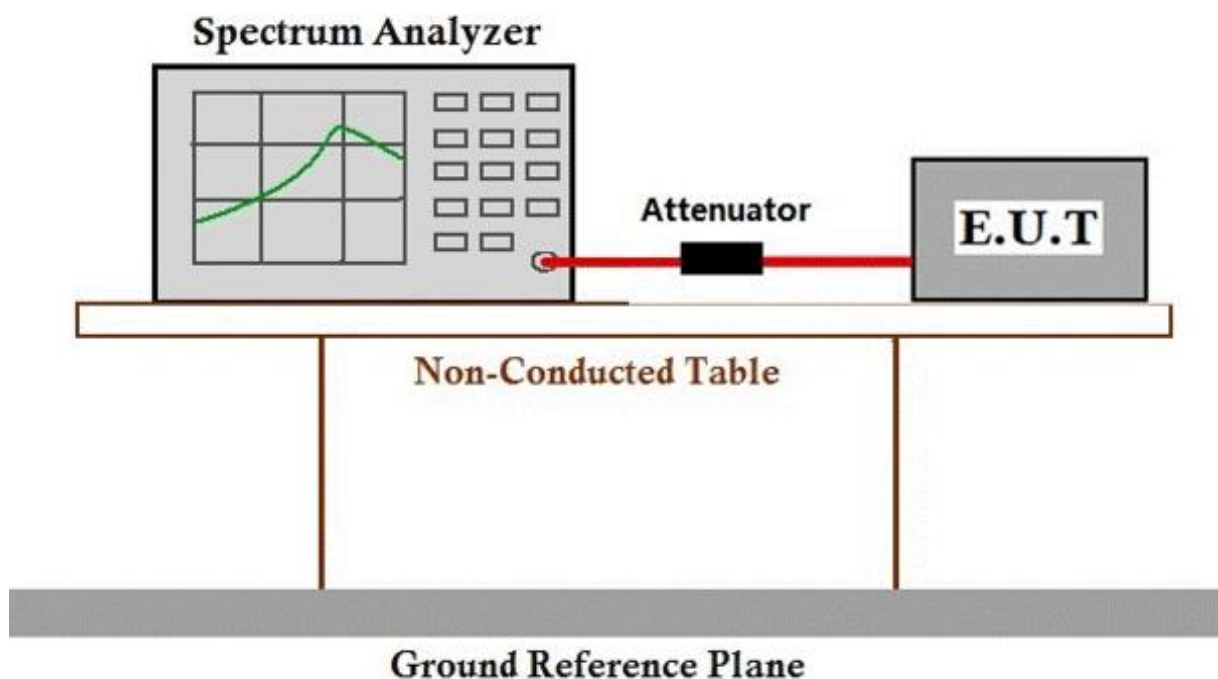 Spectrum Analyzer
Attenuator
E.U.T
Non-Conducted Table
Ground Reference Plane